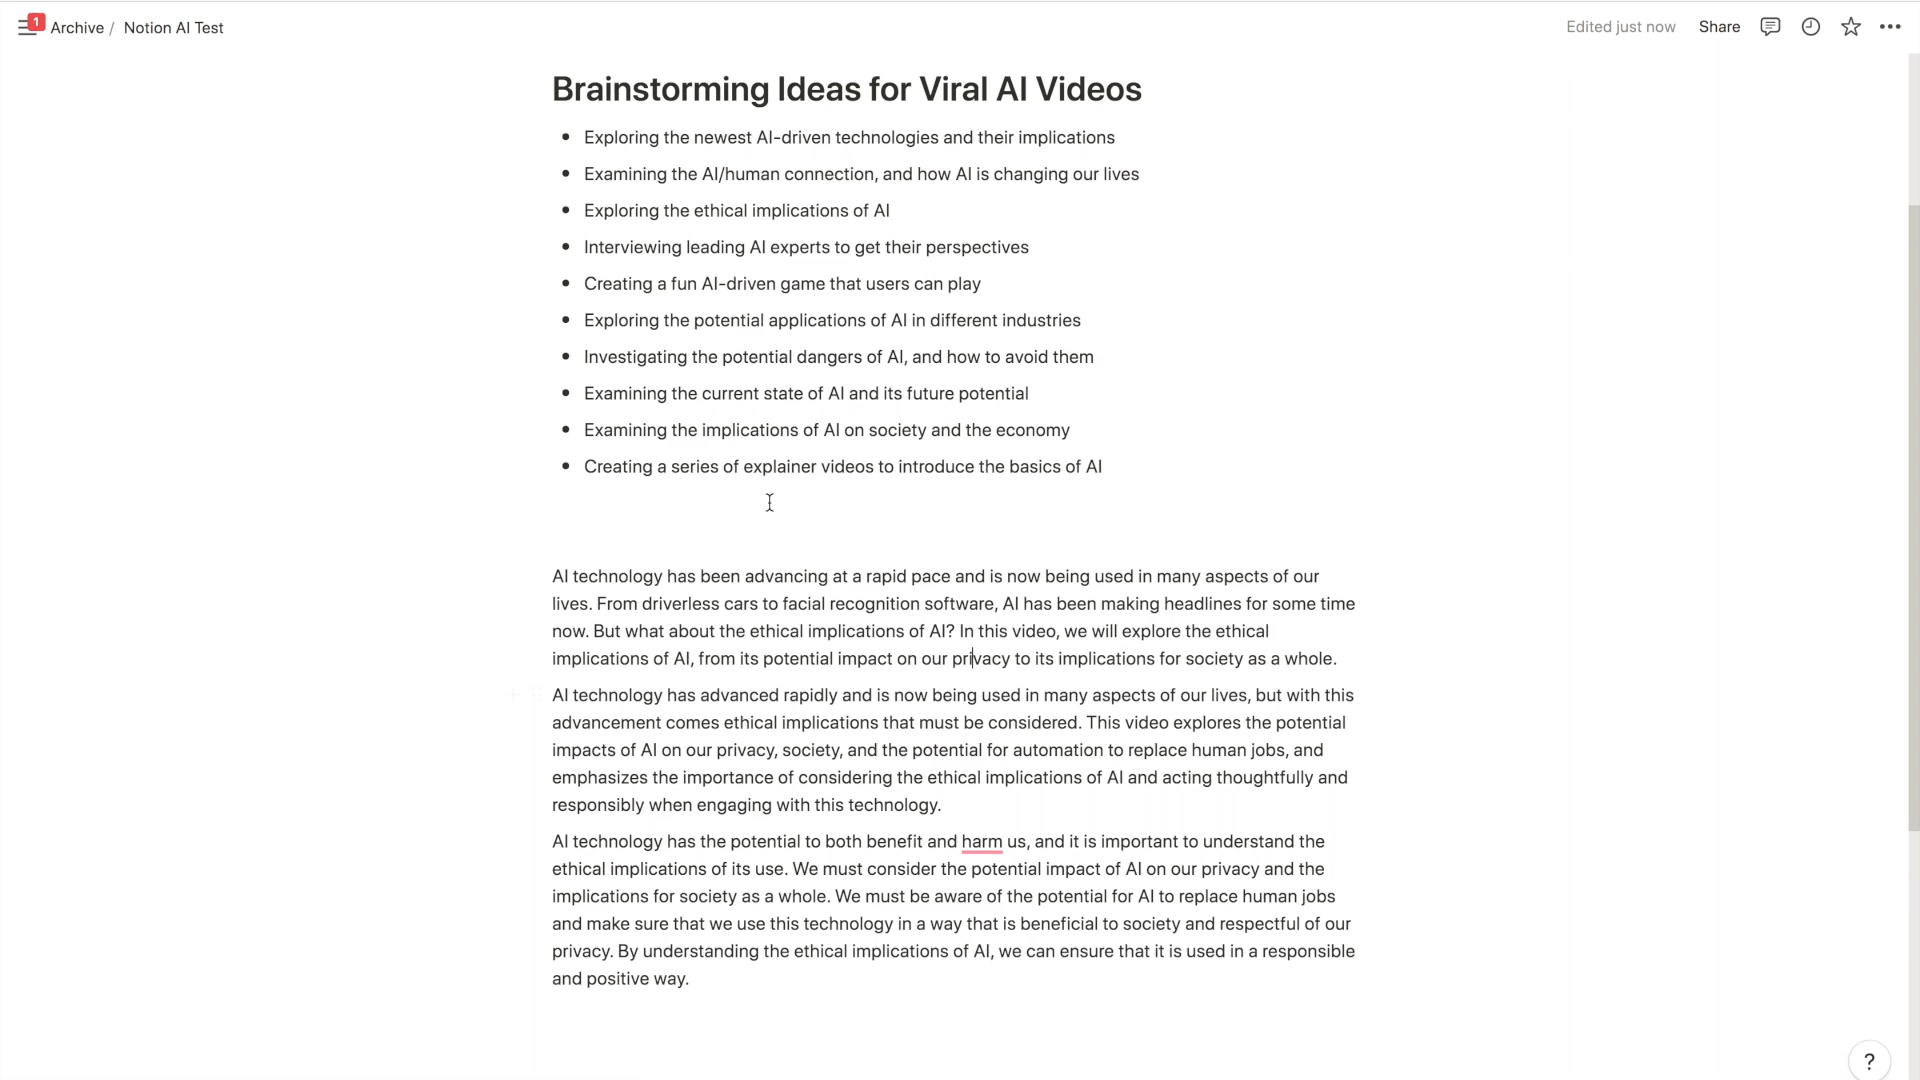 1
Archive / Notion AI Test
Edited just now Share
Brainstorming Ideas for Viral AI Videos
• Exploring the newest AI-driven technologies and their implications
• Examining the AI/human connection, and how AI is changing our lives
• Exploring the ethical implications of AI
• Interviewing leading AI experts to get their perspectives
• Creating a fun AI-driven game that users can play
• Exploring the potential applications of AI in different industries
• Investigating the potential dangers of AI, and how to avoid them
• Examining the current state of AI and its future potential
• Examining the implications of AI on society and the economy
• Creating a series of explainer videos to introduce the basics of AI
AI technology has been advancing at a rapid pace and is now being used in many aspects of our
lives. From driverless cars to facial recognition software, AI has been making headlines for some time
now. But what about the ethical implications of AI? In this video, we will explore the ethical
implications of AI, from its potential impact on our privacy to its implications for society as a whole.
AI technology has advanced rapidly and is now being used in many aspects of our lives, but with this
advancement comes ethical implications that must be considered. This video explores the potential
impacts of AI on our privacy, society, and the potential for automation to replace human jobs, and
emphasizes the importance of considering the ethical implications of AI and acting thoughtfully and
responsibly when engaging with this technology.
AI technology has the potential to both benefit and harm us, and it is important to understand the
ethical implications of its use. We must consider the potential impact of AI on our privacy and the
implications for society as a whole. We must be aware of the potential for AI to replace human jobs
and make sure that we use this technology in a way that is beneficial to society and respectful of our
privacy. By understanding the ethical implications of AI, we can ensure that it is used in a responsible
and positive way.
?